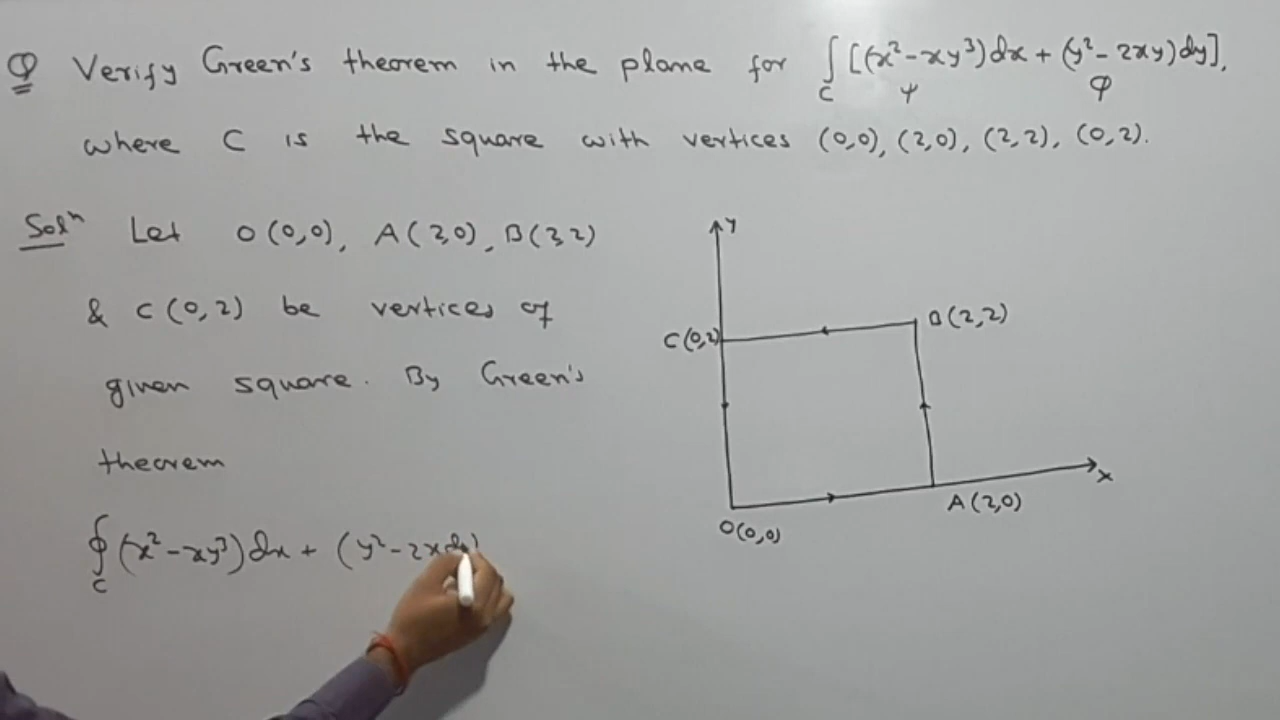 Q Verify Green's theorem in the plane for ∫_C [(x²-xy³)dx + (y²-2xy)dy],
ψ φ
where C is the square with vertices (0,0), (2,0), (2,2), (0,2).
Solⁿ Let O(0,0), A(2,0), B(2,2)
& C(0,2) be vertices of
given square. By Green's
theorem
∮_C (x²-xy³)dx + (y²-2x
Y
B(2,2)
C(0,2)
X
A(2,0)
O(0,0)